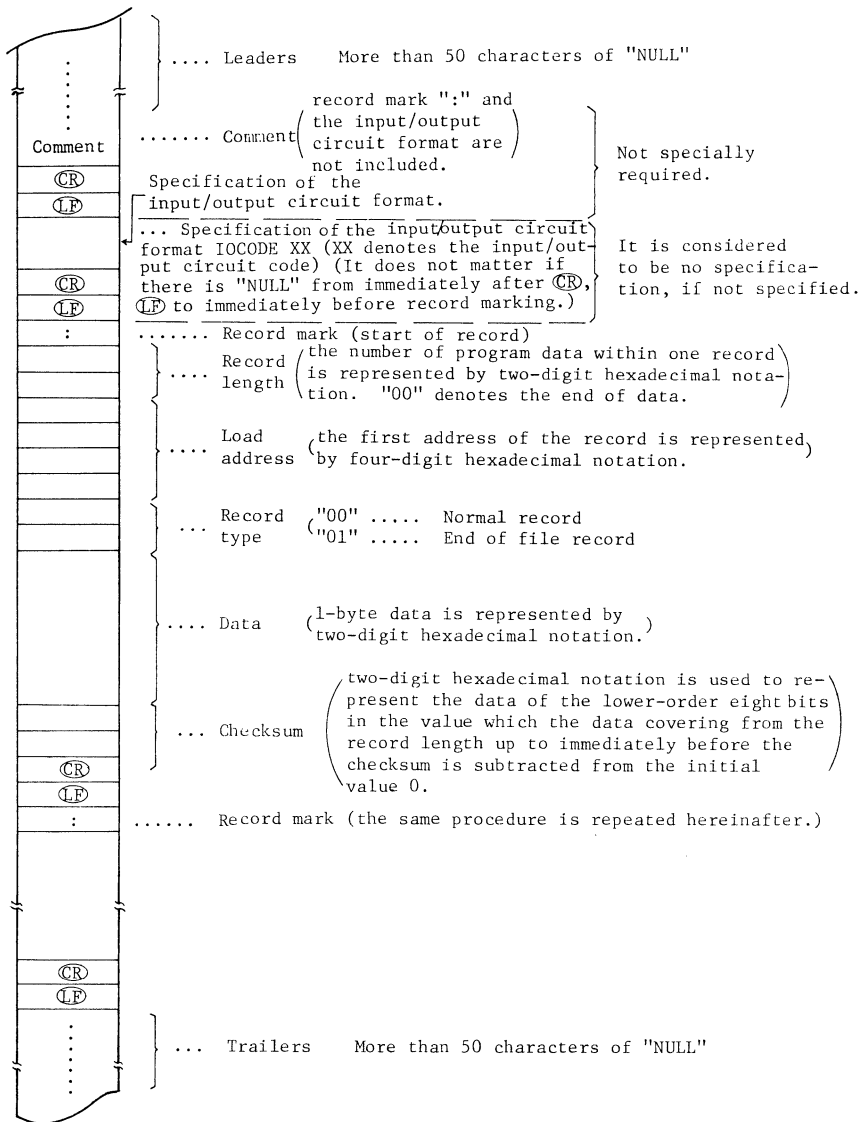 .... Leaders More than 50 characters of "NULL"
record mark ":" and
the input/output
circuit format are
not included.
....... Comment
Not specially
required.
Comment
CR
LF
Specification of the
input/output circuit format.
... Specification of the input/output circuit
format IOCODE XX (XX denotes the input/out-
put circuit code) (It does not matter if
there is "NULL" from immediately after CR,
LF to immediately before record marking.)
It is considered
to be no specifica-
tion, if not specified.
CR
LF
: ....... Record mark (start of record)
.... Record length
(the number of program data within one record
is represented by two-digit hexadecimal nota-
tion. "00" denotes the end of data.)
.... Load address
(the first address of the record is represented
by four-digit hexadecimal notation.)
... Record type
("00" ..... Normal record
"01" ..... End of file record
.... Data
(1-byte data is represented by
two-digit hexadecimal notation.)
... Checksum
(two-digit hexadecimal notation is used to re-
present the data of the lower-order eight bits
in the value which the data covering from the
record length up to immediately before the
checksum is subtracted from the initial
value 0.)
CR
LF
: ...... Record mark (the same procedure is repeated hereinafter.)
CR
LF
... Trailers More than 50 characters of "NULL"